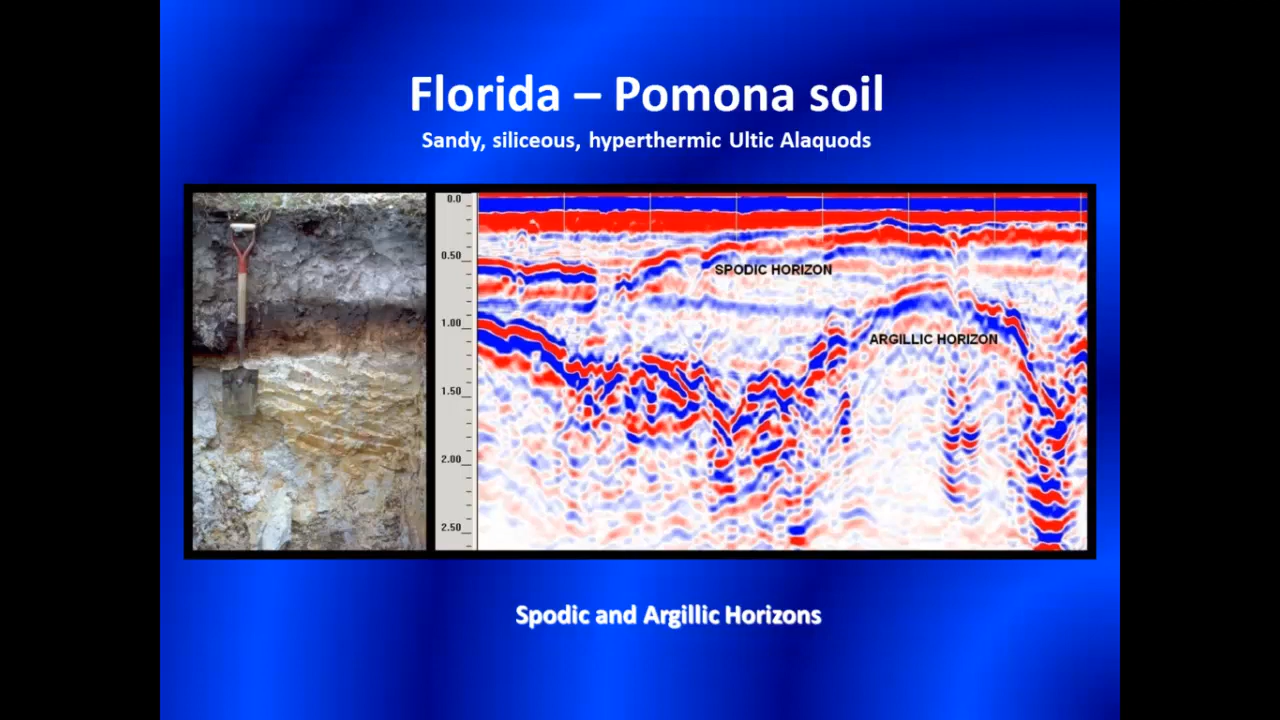 Florida – Pomona soil
Sandy, siliceous, hyperthermic Ultic Alaquods
0.0
0.50
SPODIC HORIZON
1.00
ARGILLIC HORIZON
1.50
2.00
2.50
Spodic and Argillic Horizons